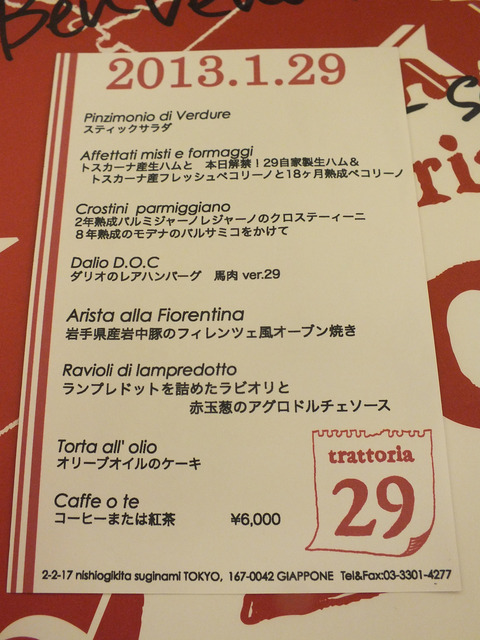 Benvenu
2013.1.29
Pinzimonio di Verdure
スティックサラダ
Affettati misti e formaggi
トスカーナ産生ハムと 本日解禁!29自家製生ハム&
トスカーナ産フレッシュペコリーノと18ヶ月熟成ペコリーノ
Crostini parmiggiano
2年熟成パルミジャーノレジャーノのクロスティーニ
8年熟成のモデナのバルサミコをかけて
Dalio D.O.C
ダリオのレアハンバーグ 馬肉 ver.29
Arista alla Fiorentina
岩手県産岩中豚のフィレンツェ風オーブン焼き
Ravioli di lampredotto
ランプレドットを詰めたラビオリと
赤玉葱のアグロドルチェソース
Torta all' olio
オリーブオイルのケーキ
Caffe o te
コーヒーまたは紅茶 ¥6,000
trattoria
29
2-2-17 nishiogikita suginami TOKYO, 167-0042 GIAPPONE Tel&Fax:03-3301-4277